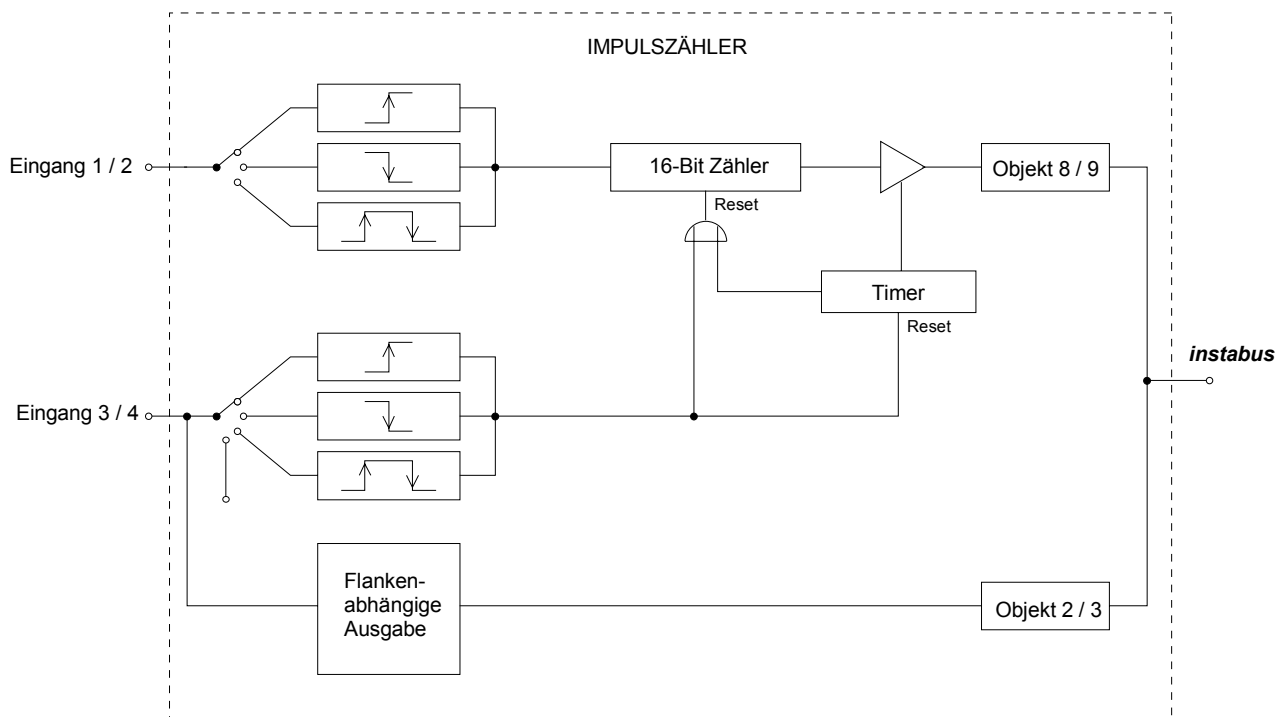 IMPULSZÄHLER
Eingang 1 / 2
16-Bit Zähler
Objekt 8 / 9
Reset
Timer
Reset
instabus
Eingang 3 / 4
Flanken-
abhängige
Ausgabe
Objekt 2 / 3